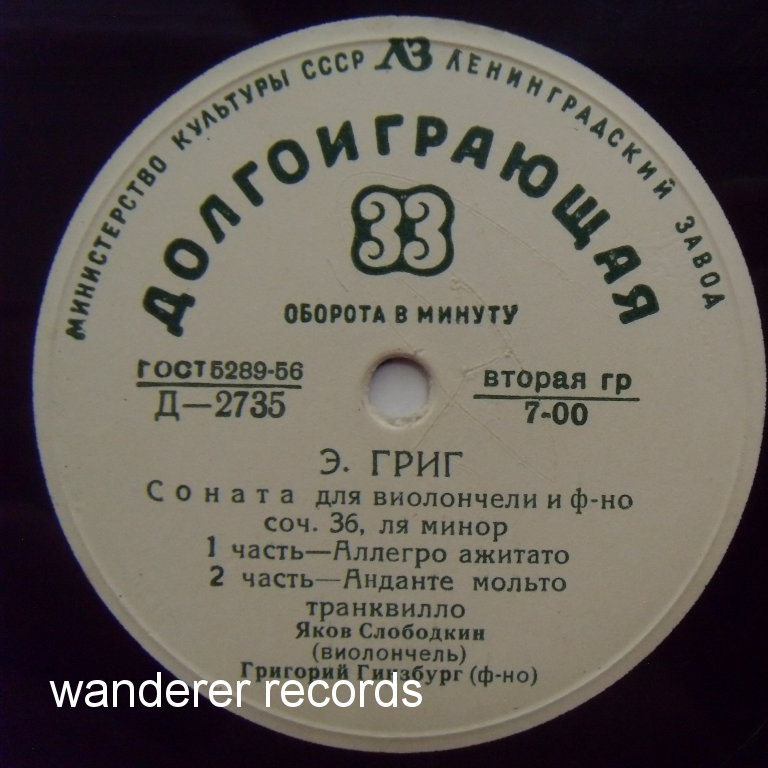 МИНИСТЕРСТВО КУЛЬТУРЫ СССР ЛЗ ЛЕНИНГРАДСКИЙ ЗАВОД
ДОЛГОИГРАЮЩАЯ
33
ОБОРОТА В МИНУТУ
ГОСТ 5289-56
Д—2735
вторая гр
7-00
Э. ГРИГ
Соната для виолончели и ф-но
соч. 36, ля минор
1 часть—Аллегро ажитато
2 часть—Анданте мольто
транквилло
Яков Слободкин
(виолончель)
Григорий Гинзбург (ф-но)
wanderer records